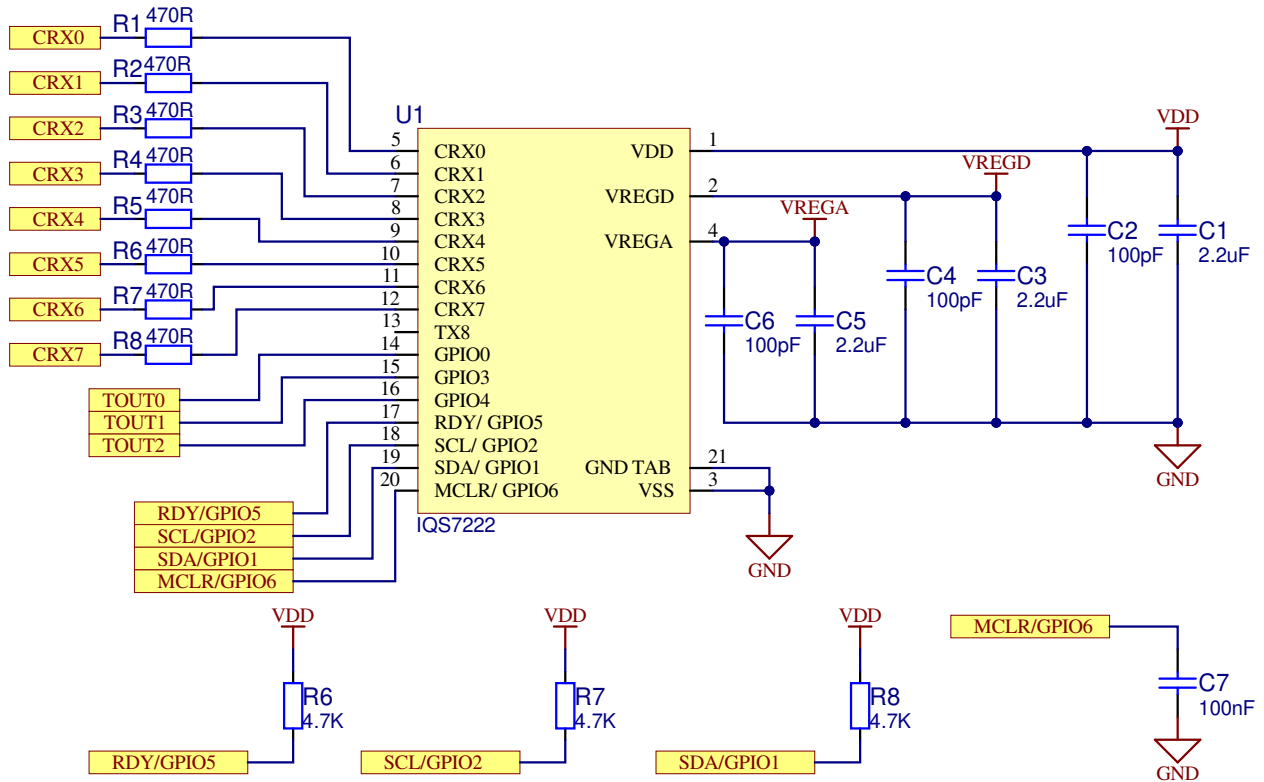 CRX0 R1 470R
CRX1 R2 470R
CRX2 R3 470R
CRX3 R4 470R
CRX4 R5 470R
CRX5 R6 470R
CRX6 R7 470R
CRX7 R8 470R
TOUT0
TOUT1
TOUT2
RDY/GPIO5
SCL/GPIO2
SDA/GPIO1
MCLR/GPIO6
U1
5 CRX0
6 CRX1
7 CRX2
8 CRX3
9 CRX4
10 CRX5
11 CRX6
12 CRX7
13 TX8
14 GPIO0
15 GPIO3
16 GPIO4
17 RDY/ GPIO5
18 SCL/ GPIO2
19 SDA/ GPIO1
20 MCLR/ GPIO6
VDD 1
VREGD 2
VREGA 4
GND TAB 21
VSS 3
IQS7222
VDD
VREGD
VREGA
C2
100pF
C1
2.2uF
C4
100pF
C3
2.2uF
C6
100pF
C5
2.2uF
GND
GND
VDD
R6
4.7K
RDY/GPIO5
VDD
R7
4.7K
SCL/GPIO2
VDD
R8
4.7K
SDA/GPIO1
MCLR/GPIO6
C7
100nF
GND